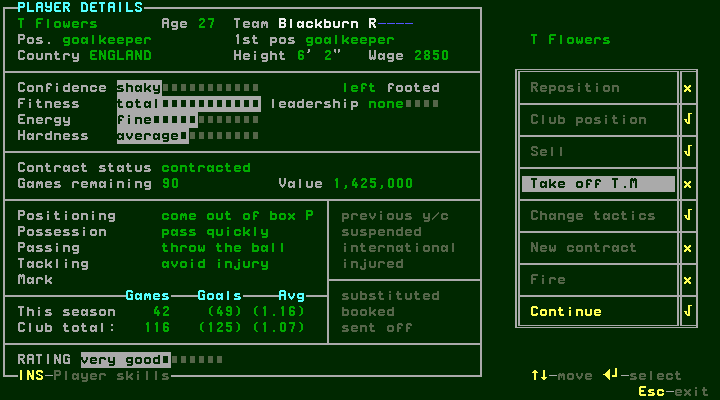 PLAYER DETAILS
T Flowers Age 27 Team Blackburn R----
Pos. goalkeeper 1st pos goalkeeper
Country ENGLAND Height 6' 2" Wage 2850
Confidence shaky left footed
Fitness total leadership none
Energy fine
Hardness average
Contract status contracted
Games remaining 90 Value 1,425,000
Positioning come out of box P
Possession pass quickly
Passing throw the ball
Tackling avoid injury
Mark
previous y/c
suspended
international
injured
Games Goals Avg
This season 42 (49) (1.16)
Club total: 116 (125) (1.07)
substituted
booked
sent off
RATING very good
INS-Player skills
T Flowers
Reposition x
Club position √
Sell √
Take off T.M x
Change tactics √
New contract x
Fire x
Continue √
↑↓-move ↵-select
Esc-exit